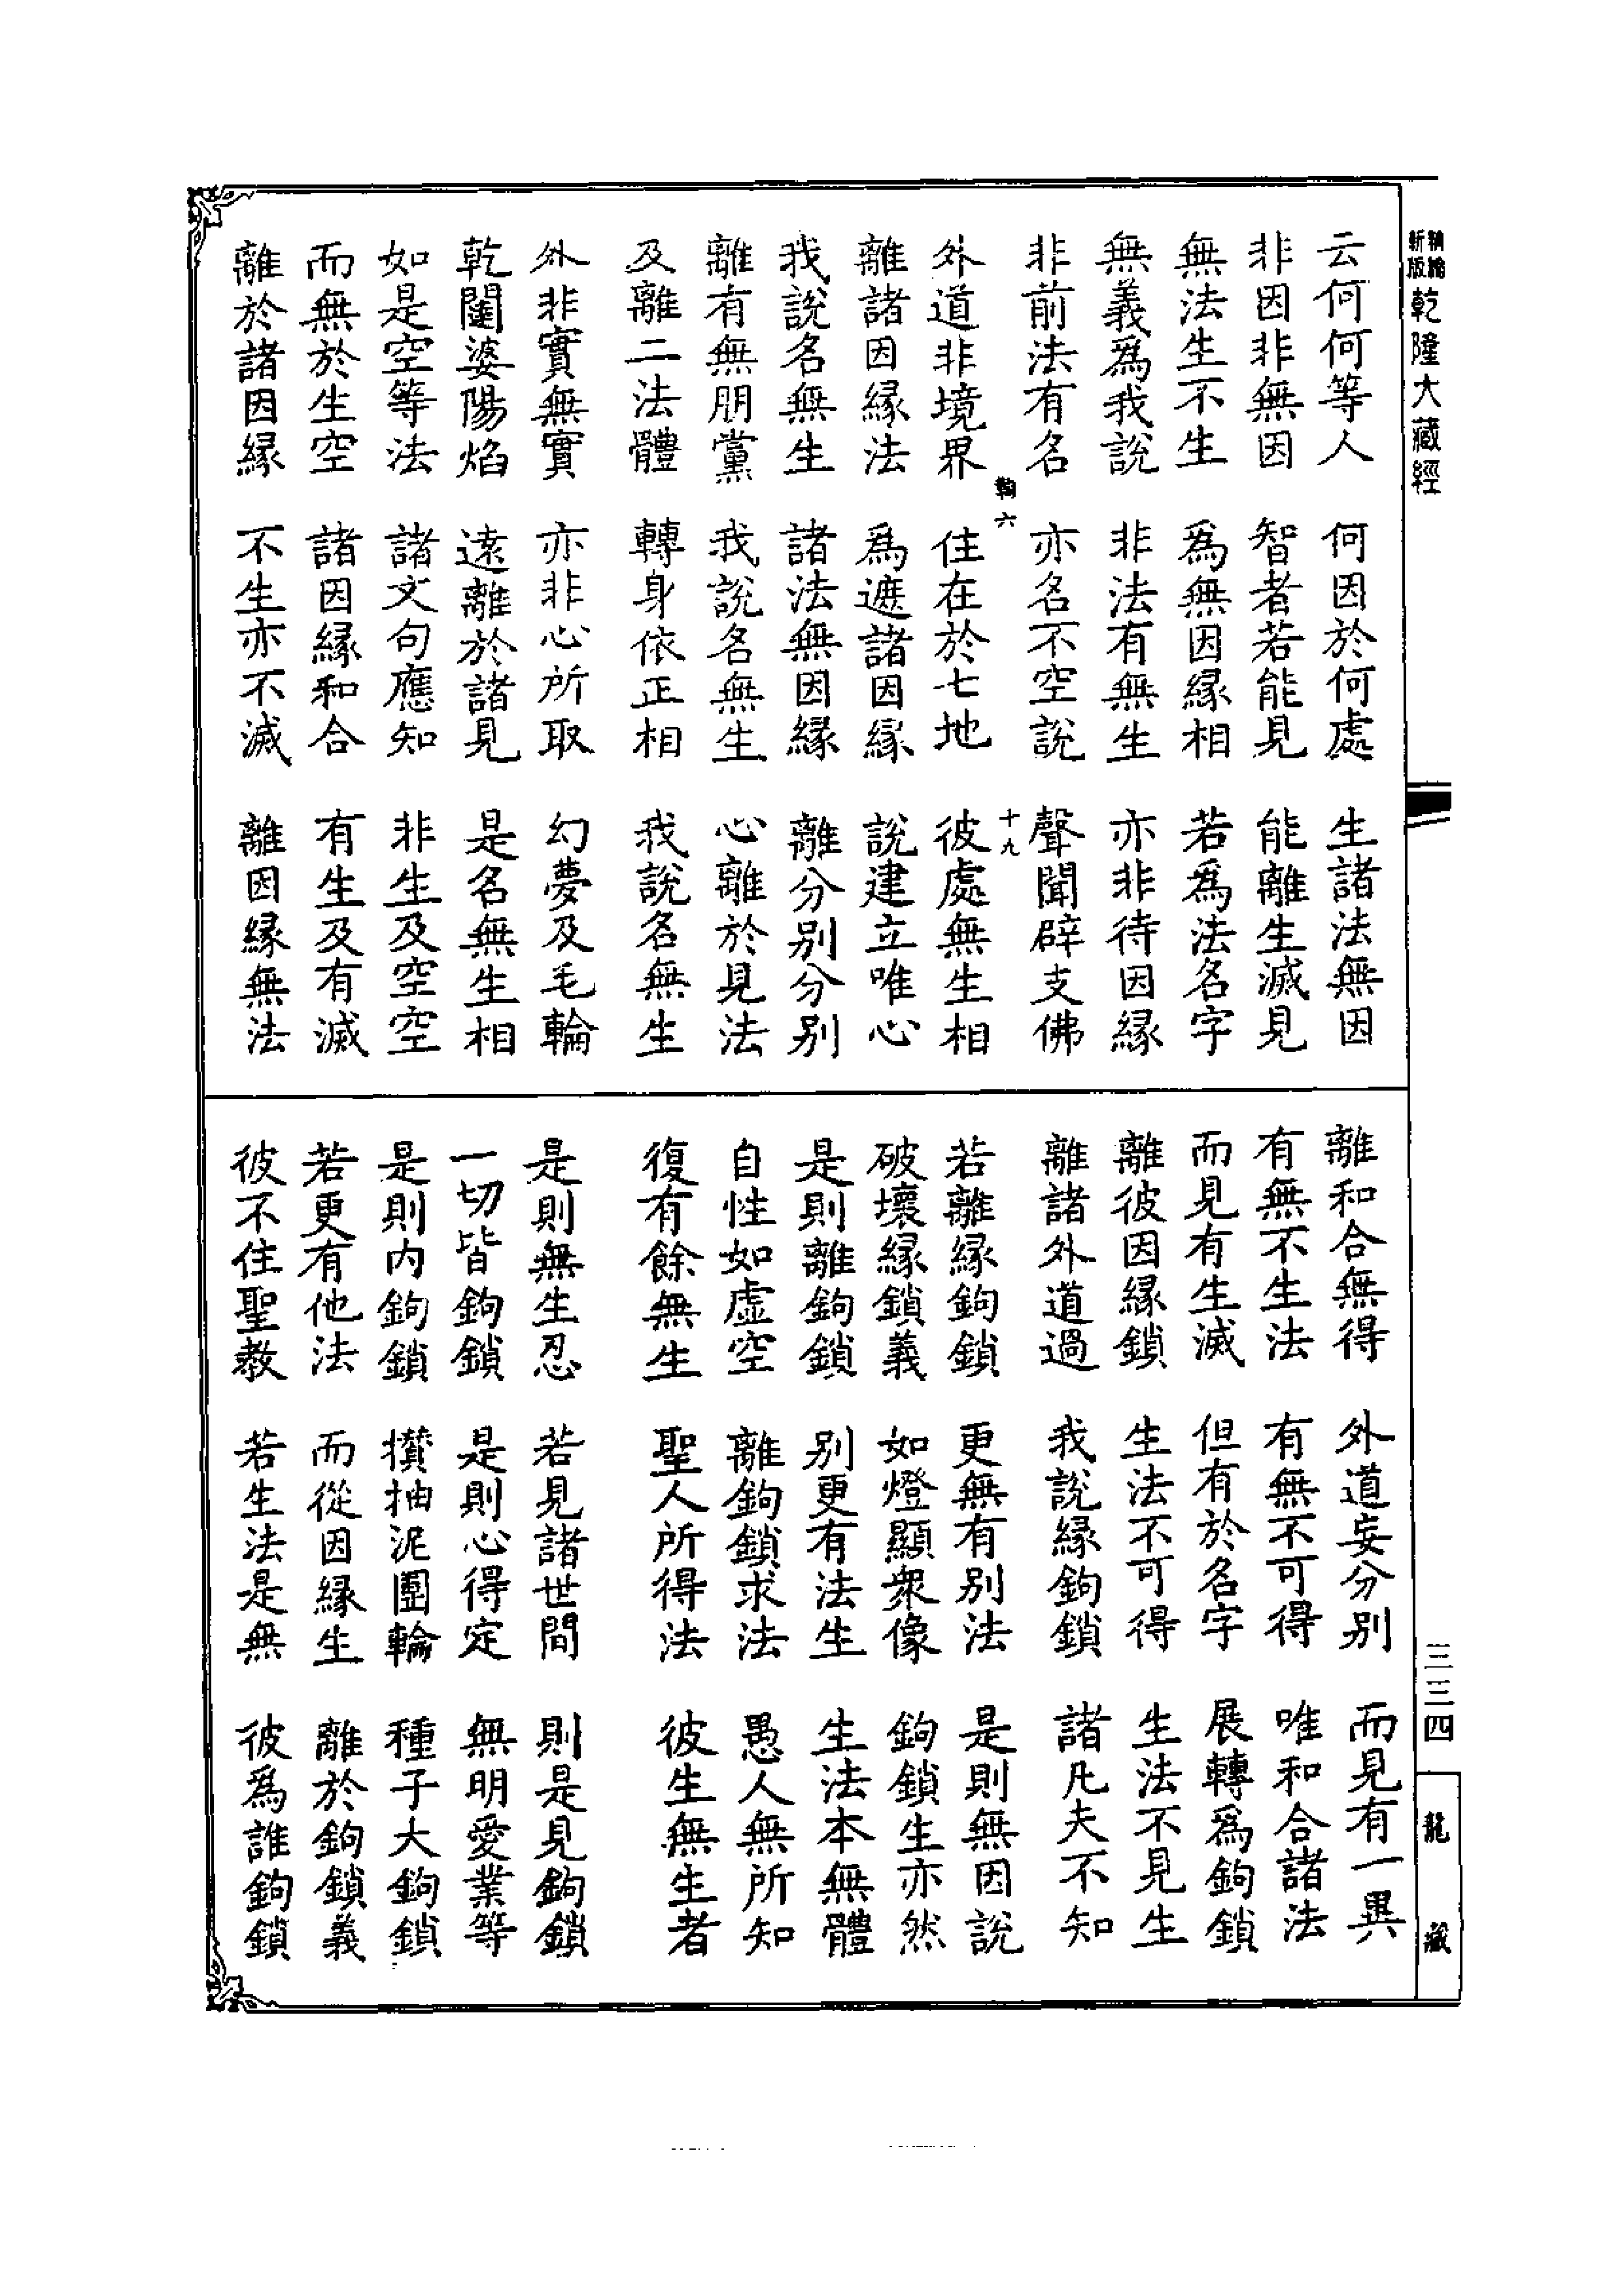 新編縮版乾隆大藏經
云何何等人　何因於何處　生諸法無因
非因非無因　智者若能見　能離生滅見
無法生不生　為無因緣相　若為法名字
無義為我說　非法有無生　亦非待因緣
非前法有名　亦名不空說　聲聞辟支佛
六　十九
外道非境界　住在於七地　彼處無生相
離諸因緣法　為遮諸因緣　說建立唯心
我說名無生　諸法無因緣　離分別分別
離有無朋黨　我說名無生　心離於見法
及離二法體　轉身依正相　我說名無生
外非實無實　亦非心所取　幻夢及毛輪
乾闥婆陽焰　遠離於諸見　是名無生相
如是空等法　諸文句應知　非生及空空
而無於生空　諸因緣和合　有生及有滅
離於諸因緣　不生亦不滅　離因緣無法
離和合無得　外道妄分別　而見有一異
有無不生法　有無不可得　唯和合諸法
而見有生滅　但有於名字　展轉為鉤鎖
離彼因緣鎖　生法不可得　生法不見生
離諸外道過　我說緣鉤鎖　諸凡夫不知
若離緣鉤鎖　更無有別法　是則無因說
破壞緣鎖義　如燈顯衆像　鉤鎖生亦然
是則離鉤鎖　別更有法生　生法本無體
自性如虛空　離鉤鎖求法　愚人無所知
復有餘無生　聖人所得法　彼生無生者
是則無生忍　若見諸世間　則是見鉤鎖
一切皆鉤鎖　是則心得定　無明愛業等
是則內鉤鎖　攢抽泥團輪　種子大鉤鎖
若更有他法　而從因緣生　離於鉤鎖義
彼不住聖教　若生法是無　彼為誰鉤鎖
三三四
龍藏